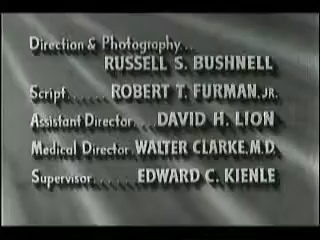 Direction & Photography...
RUSSELL S. BUSHNELL
Script....... ROBERT T. FURMAN, JR.
Assistant Director.... DAVID H. LION
Medical Director. WALTER CLARKE, M.D.
Supervisor....... EDWARD C. KIENLE